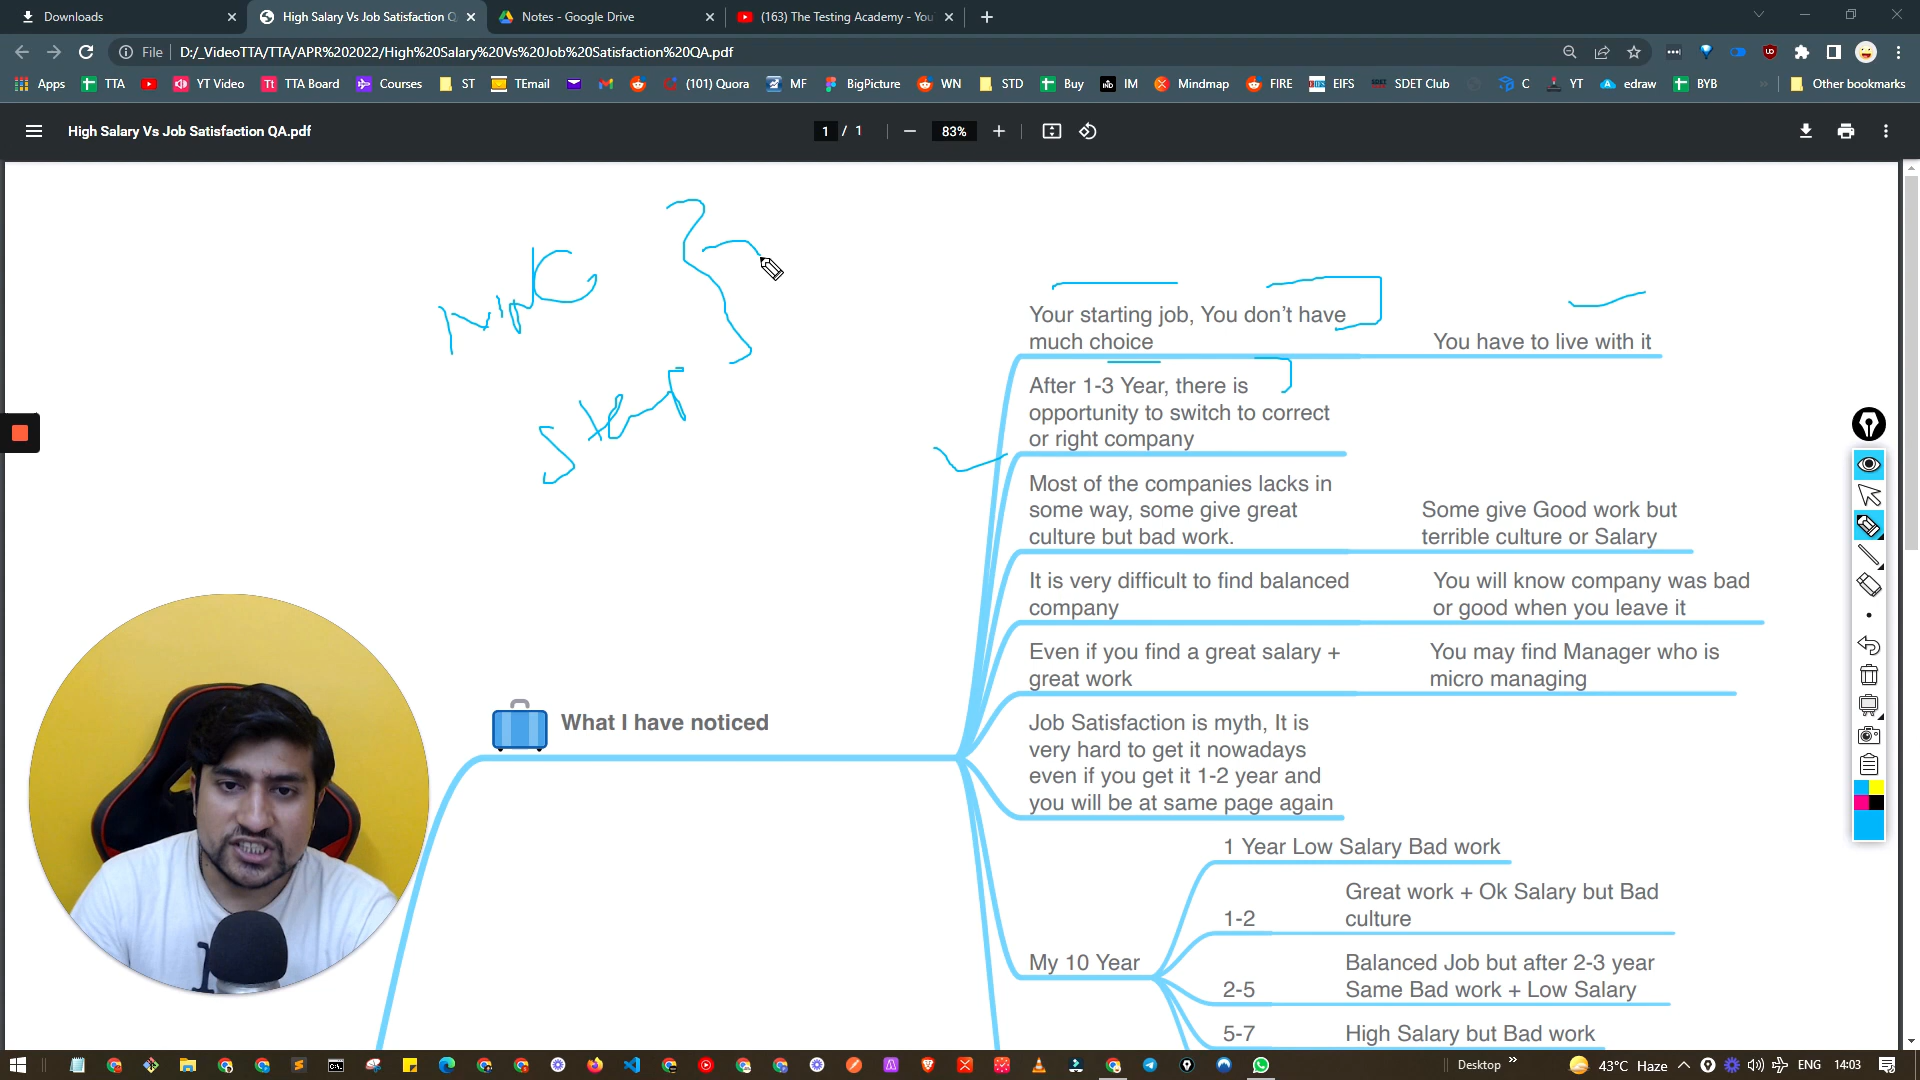 Downloads
High Salary Vs Job Satisfaction Q
Notes - Google Drive
(163) The Testing Academy - You
File
D:/_VideoTTA/TTA/APR%202022/High%20Salary%20Vs%20Job%20Satisfaction%20QA.pdf
Apps
TTA
YT Video
TTA Board
Courses
ST
TEmail
(101) Quora
MF
BigPicture
WN
STD
Buy
IM
Mindmap
FIRE
EIFS
SDET Club
C
YT
edraw
BYB
Other bookmarks
High Salary Vs Job Satisfaction QA.pdf
1 / 1
83%
Your starting job, You don't have
much choice
You have to live with it
After 1-3 Year, there is
opportunity to switch to correct
or right company
Most of the companies lacks in
some way, some give great
culture but bad work.
Some give Good work but
terrible culture or Salary
It is very difficult to find balanced
company
You will know company was bad
or good when you leave it
Even if you find a great salary +
great work
You may find Manager who is
micro managing
What I have noticed
Job Satisfaction is myth, It is
very hard to get it nowadays
even if you get it 1-2 year and
you will be at same page again
My 10 Year
1 Year Low Salary Bad work
1-2
Great work + Ok Salary but Bad
culture
2-5
Balanced Job but after 2-3 year
Same Bad work + Low Salary
5-7
High Salary but Bad work
Desktop
43°C Haze
ENG
14:03